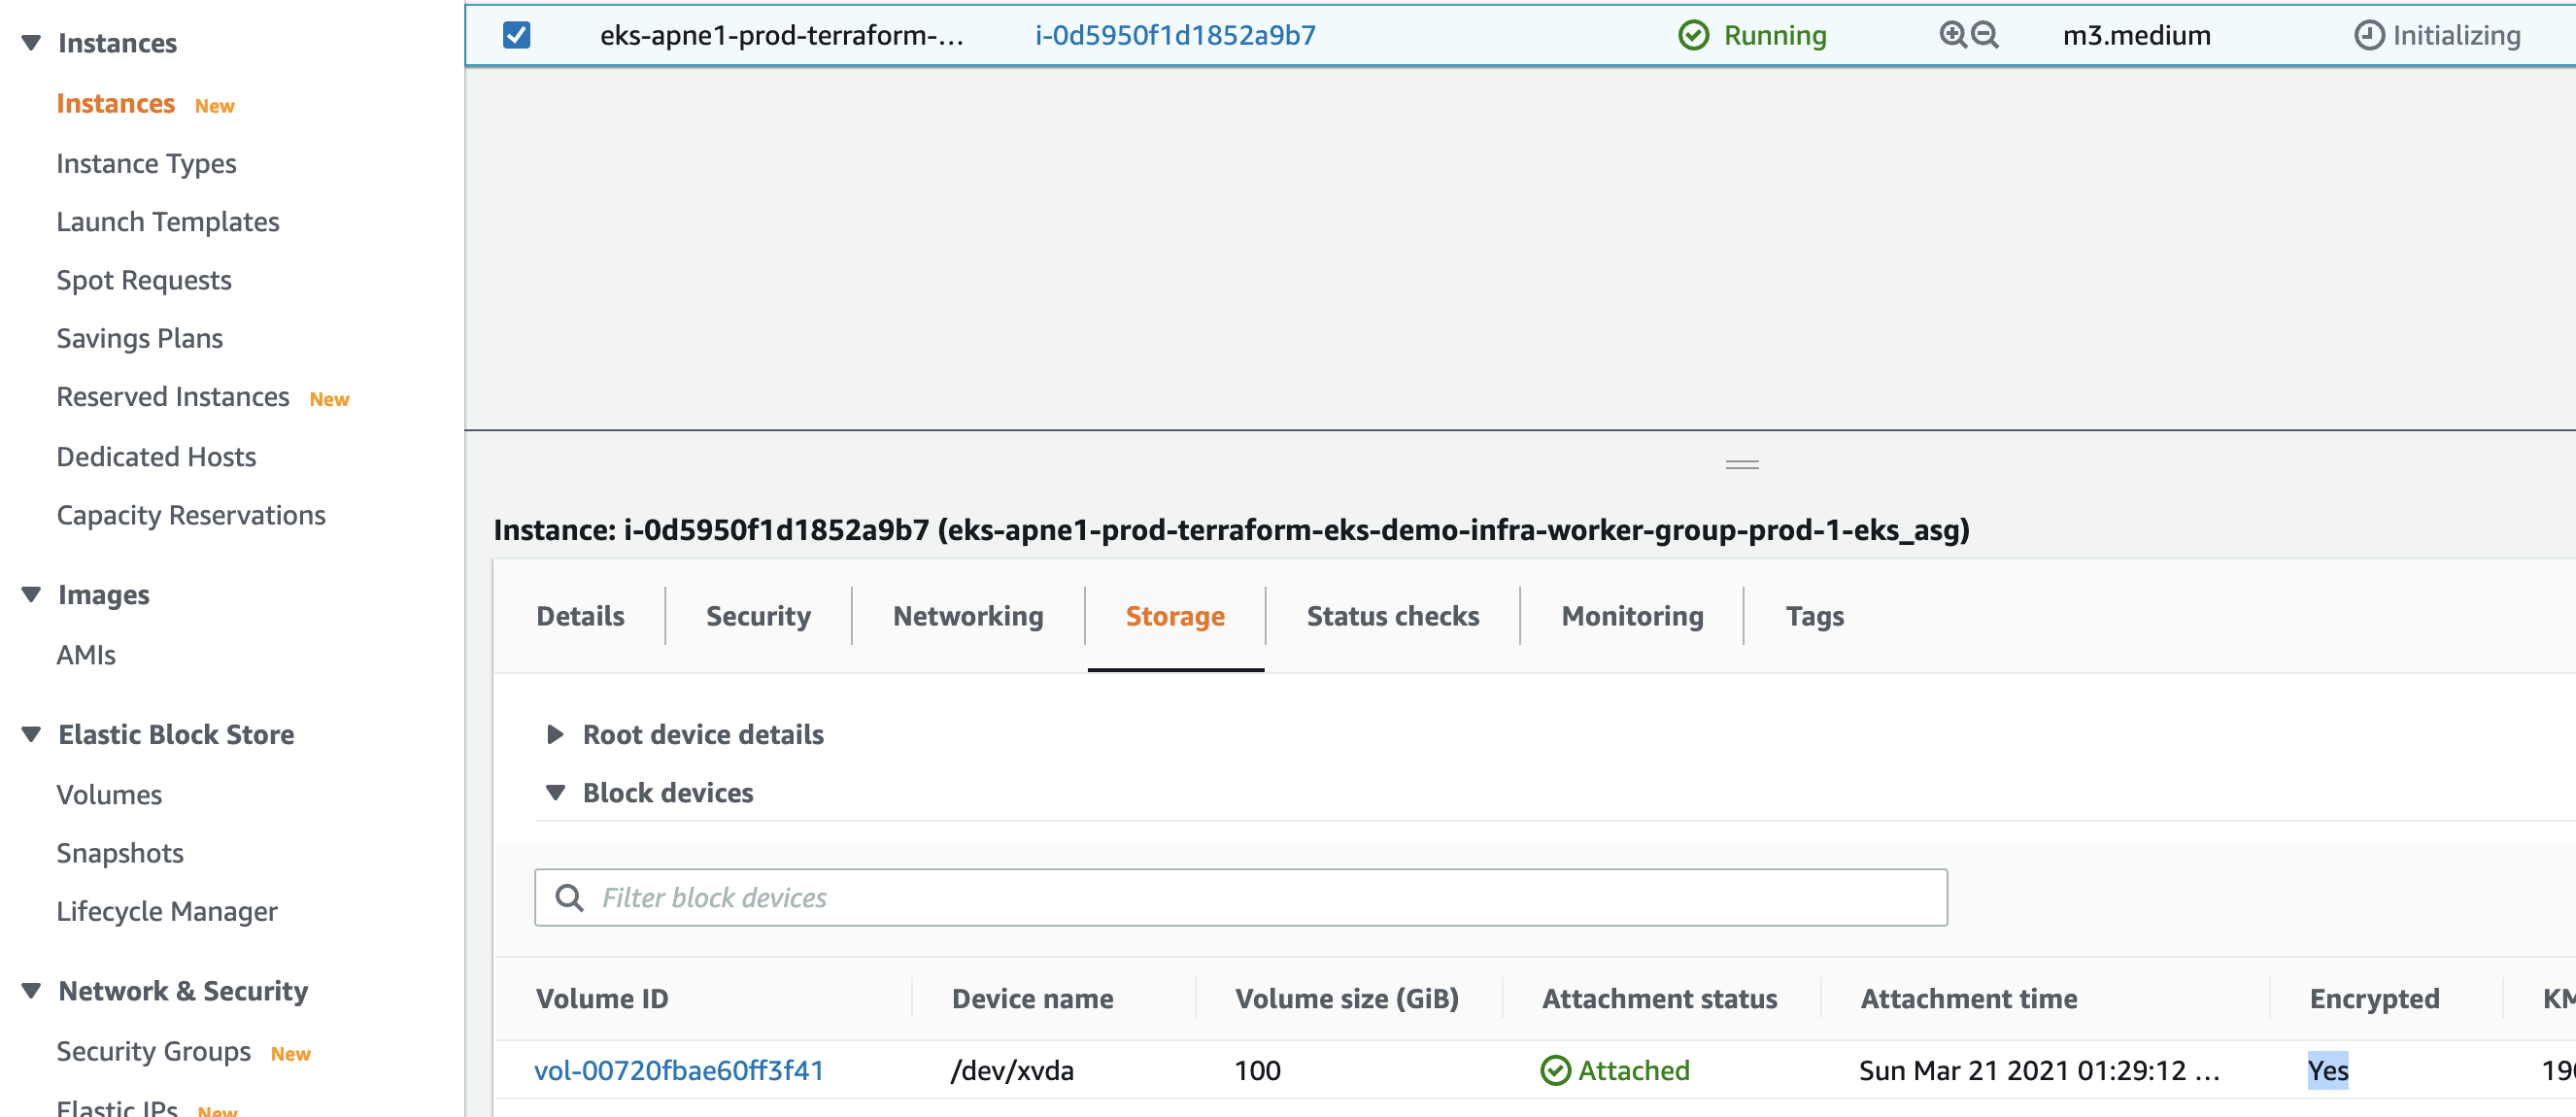 Instances
Instances New
Instance Types
Launch Templates
Spot Requests
Savings Plans
Reserved Instances New
Dedicated Hosts
Capacity Reservations
Images
AMIs
Elastic Block Store
Volumes
Snapshots
Lifecycle Manager
Network & Security
Security Groups New
Elastic IPs New
eks-apne1-prod-terraform-... i-0d5950f1d1852a9b7 Running m3.medium Initializing
Instance: i-0d5950f1d1852a9b7 (eks-apne1-prod-terraform-eks-demo-infra-worker-group-prod-1-eks_asg)
Details Security Networking Storage Status checks Monitoring Tags
Root device details
Block devices
Filter block devices
Volume ID Device name Volume size (GiB) Attachment status Attachment time Encrypted
vol-00720fbae60ff3f41 /dev/xvda 100 Attached Sun Mar 21 2021 01:29:12 ... Yes